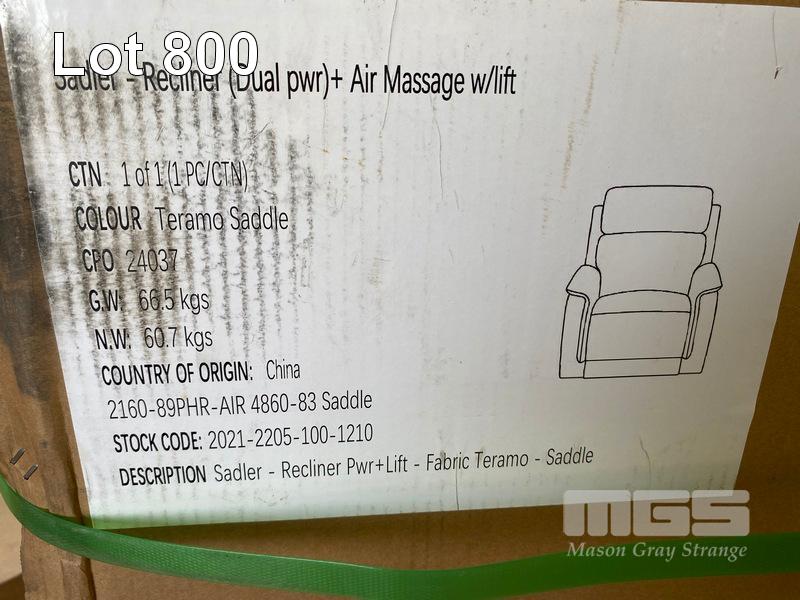 Lot 800
Sadler - Recliner (Dual pwr)+ Air Massage w/lift
CTN 1 of 1 (1 PC/CTN)
COLOUR Teramo Saddle
CPO 24037
G.W: 66.5 kgs
N.W: 60.7 kgs
COUNTRY OF ORIGIN: China
2160-89PHR-AIR 4860-83 Saddle
STOCK CODE: 2021-2205-100-1210
DESCRIPTION Sadler - Recliner Pwr+Lift - Fabric Teramo - Saddle
MGS
Mason Gray Strange